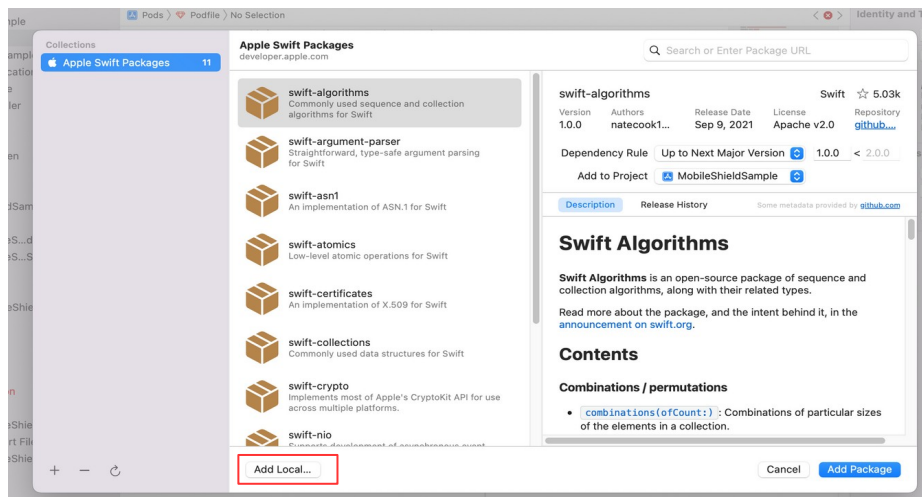 Pods
Podfile
No Selection
Identity and T
Collections
Apple Swift Packages 11
Apple Swift Packages
developer.apple.com
Search or Enter Package URL
swift-algorithms
Commonly used sequence and collection
algorithms for Swift
swift-argument-parser
Straightforward, type-safe argument parsing
for Swift
swift-asn1
An implementation of ASN.1 for Swift
swift-atomics
Low-level atomic operations for Swift
swift-certificates
An implementation of X.509 for Swift
swift-collections
Commonly used data structures for Swift
swift-crypto
Implements most of Apple's CryptoKit API for use
across multiple platforms.
swift-nio
swift-algorithms Swift 5.03k
Version Authors Release Date License Repository
1.0.0 natecook1... Sep 9, 2021 Apache v2.0 github....
Dependency Rule Up to Next Major Version 1.0.0 < 2.0.0
Add to Project MobileShieldSample
Description Release History Some metadata provided by github.com
Swift Algorithms
Swift Algorithms is an open-source package of sequence and
collection algorithms, along with their related types.
Read more about the package, and the intent behind it, in the
announcement on swift.org.
Contents
Combinations / permutations
• combinations(ofCount:) : Combinations of particular sizes
of the elements in a collection.
Add Local...
Cancel
Add Package